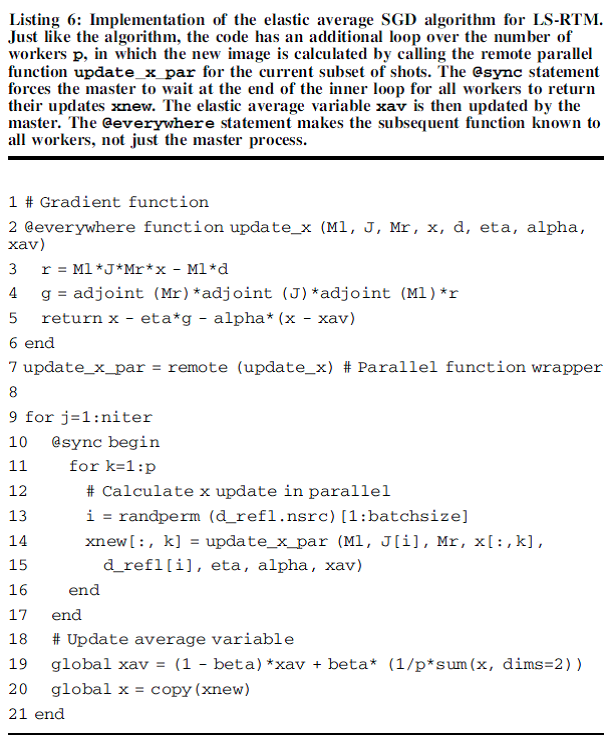 Listing 6: Implementation of the elastic average SGD algorithm for LS-RTM.
Just like the algorithm, the code has an additional loop over the number of
workers p, in which the new image is calculated by calling the remote parallel
function update_x_par for the current subset of shots. The @sync statement
forces the master to wait at the end of the inner loop for all workers to return
their updates xnew. The elastic average variable xav is then updated by the
master. The @everywhere statement makes the subsequent function known to
all workers, not just the master process.
1 # Gradient function
2 @everywhere function update_x (Ml, J, Mr, x, d, eta, alpha,
xav)
3 r = Ml*J*Mr*x - Ml*d
4 g = adjoint (Mr)*adjoint (J)*adjoint (Ml)*r
5 return x - eta*g - alpha* (x - xav)
6 end
7 update_x_par = remote (update_x) # Parallel function wrapper
8
9 for j=1:niter
10 @sync begin
11 for k=1:p
12 # Calculate x update in parallel
13 i = randperm (d_refl.nsrc) [1:batchsize]
14 xnew[:, k] = update_x_par (Ml, J[i], Mr, x[:,k],
15 d_refl[i], eta, alpha, xav)
16 end
17 end
18 # Update average variable
19 global xav = (1 - beta)*xav + beta* (1/p*sum(x, dims=2))
20 global x = copy(xnew)
21 end